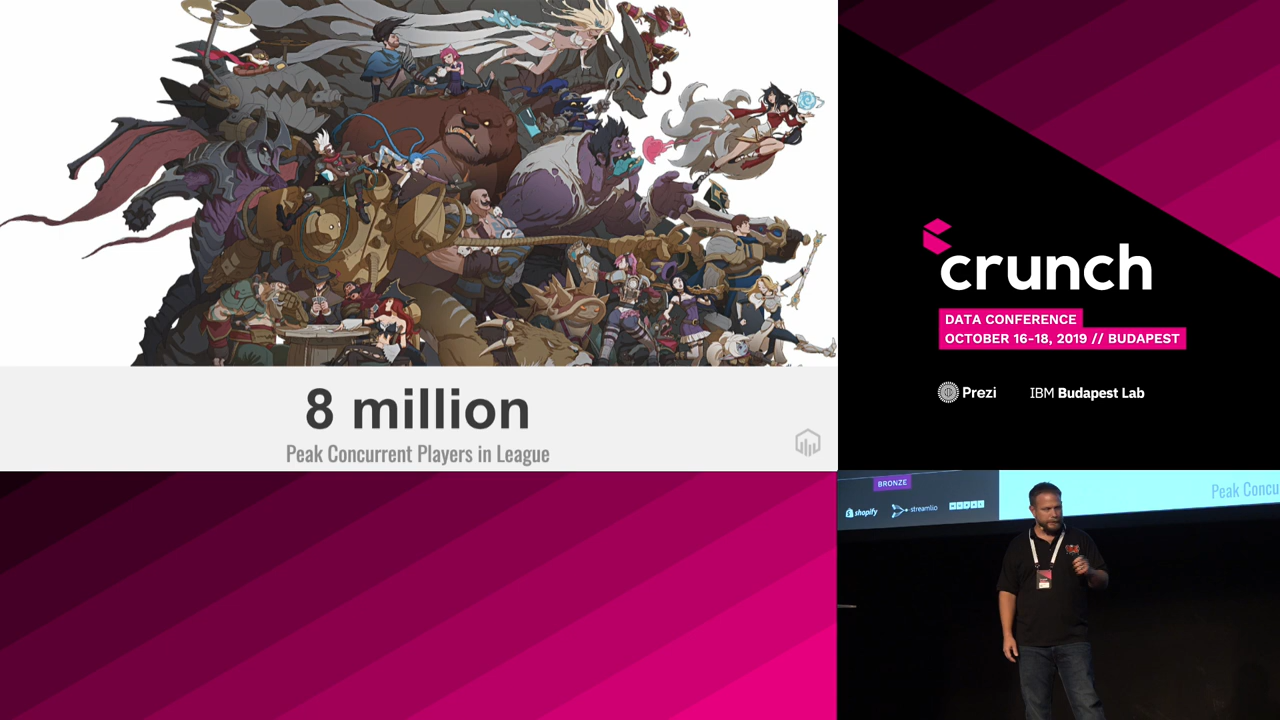 8 million
Peak Concurrent Players in League
crunch
DATA CONFERENCE
OCTOBER 16-18, 2019 // BUDAPEST
Prezi
IBM Budapest Lab
BRONZE
shopify
streamlio
Peak Concu